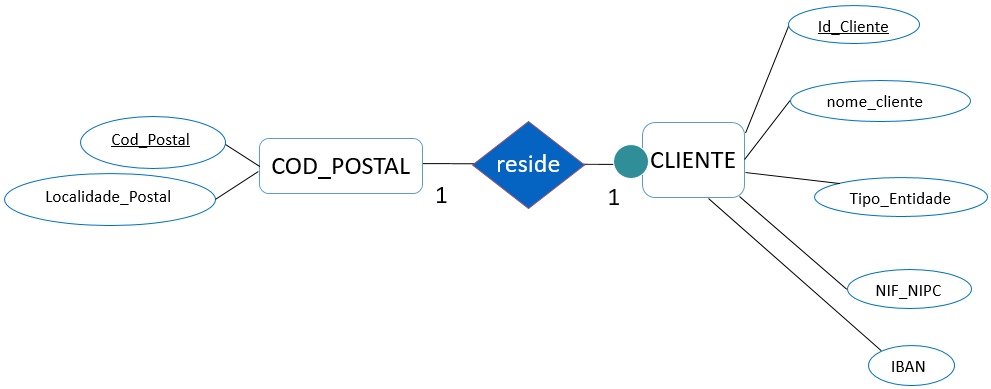 Id_Cliente
nome_cliente
Cod_Postal
COD_POSTAL
reside
CLIENTE
Localidade_Postal
1
1
Tipo_Entidade
NIF_NIPC
IBAN